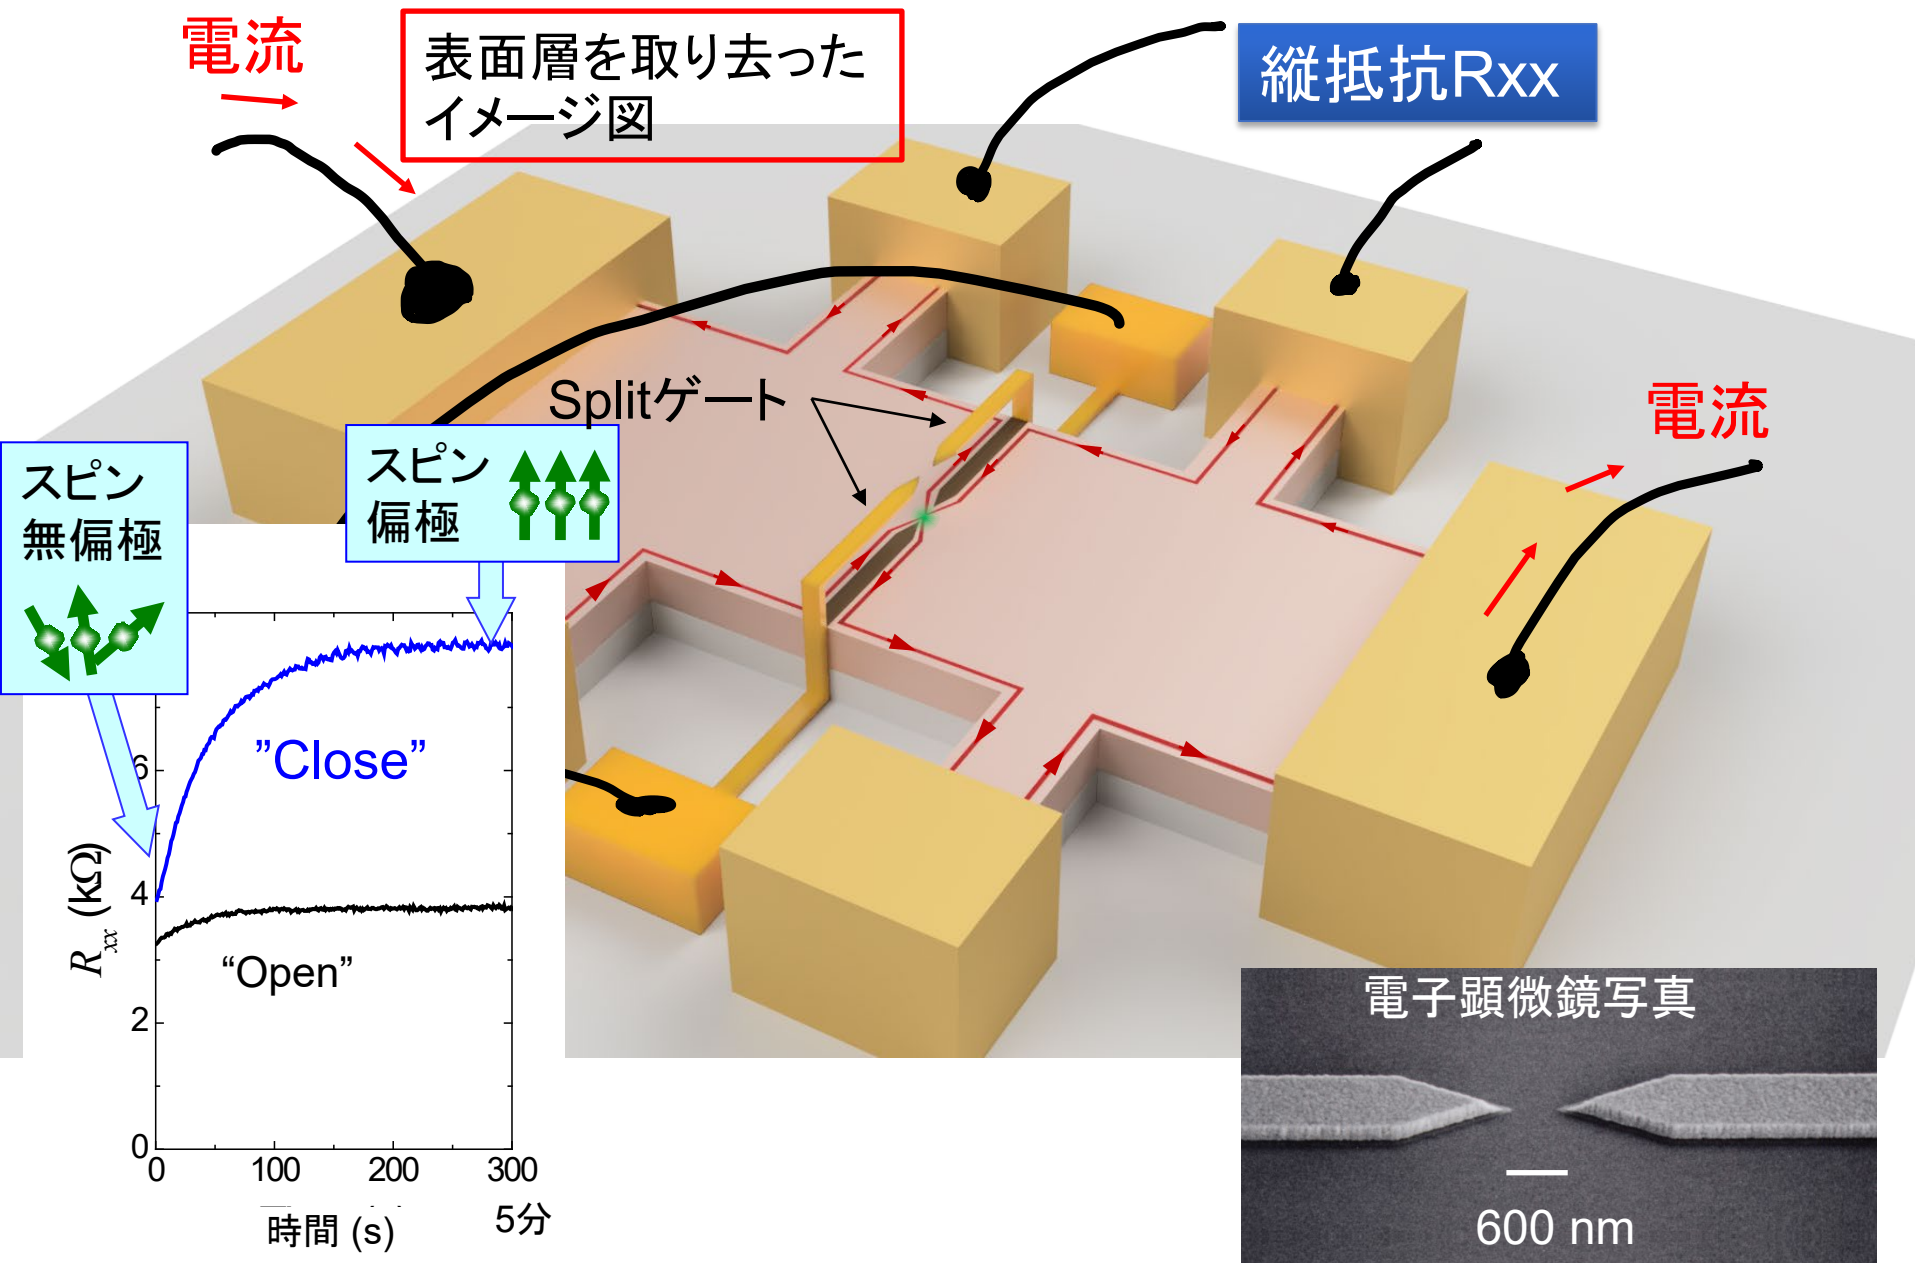 電流
表面層を取り去った
イメージ図
縦抵抗Rxx
Splitゲート
電流
スピン
無偏極
スピン
偏極
”Close”
“Open”
Rxx (kΩ)
6
4
2
0
0 100 200 300
時間 (s)
5分
電子顕微鏡写真
600 nm